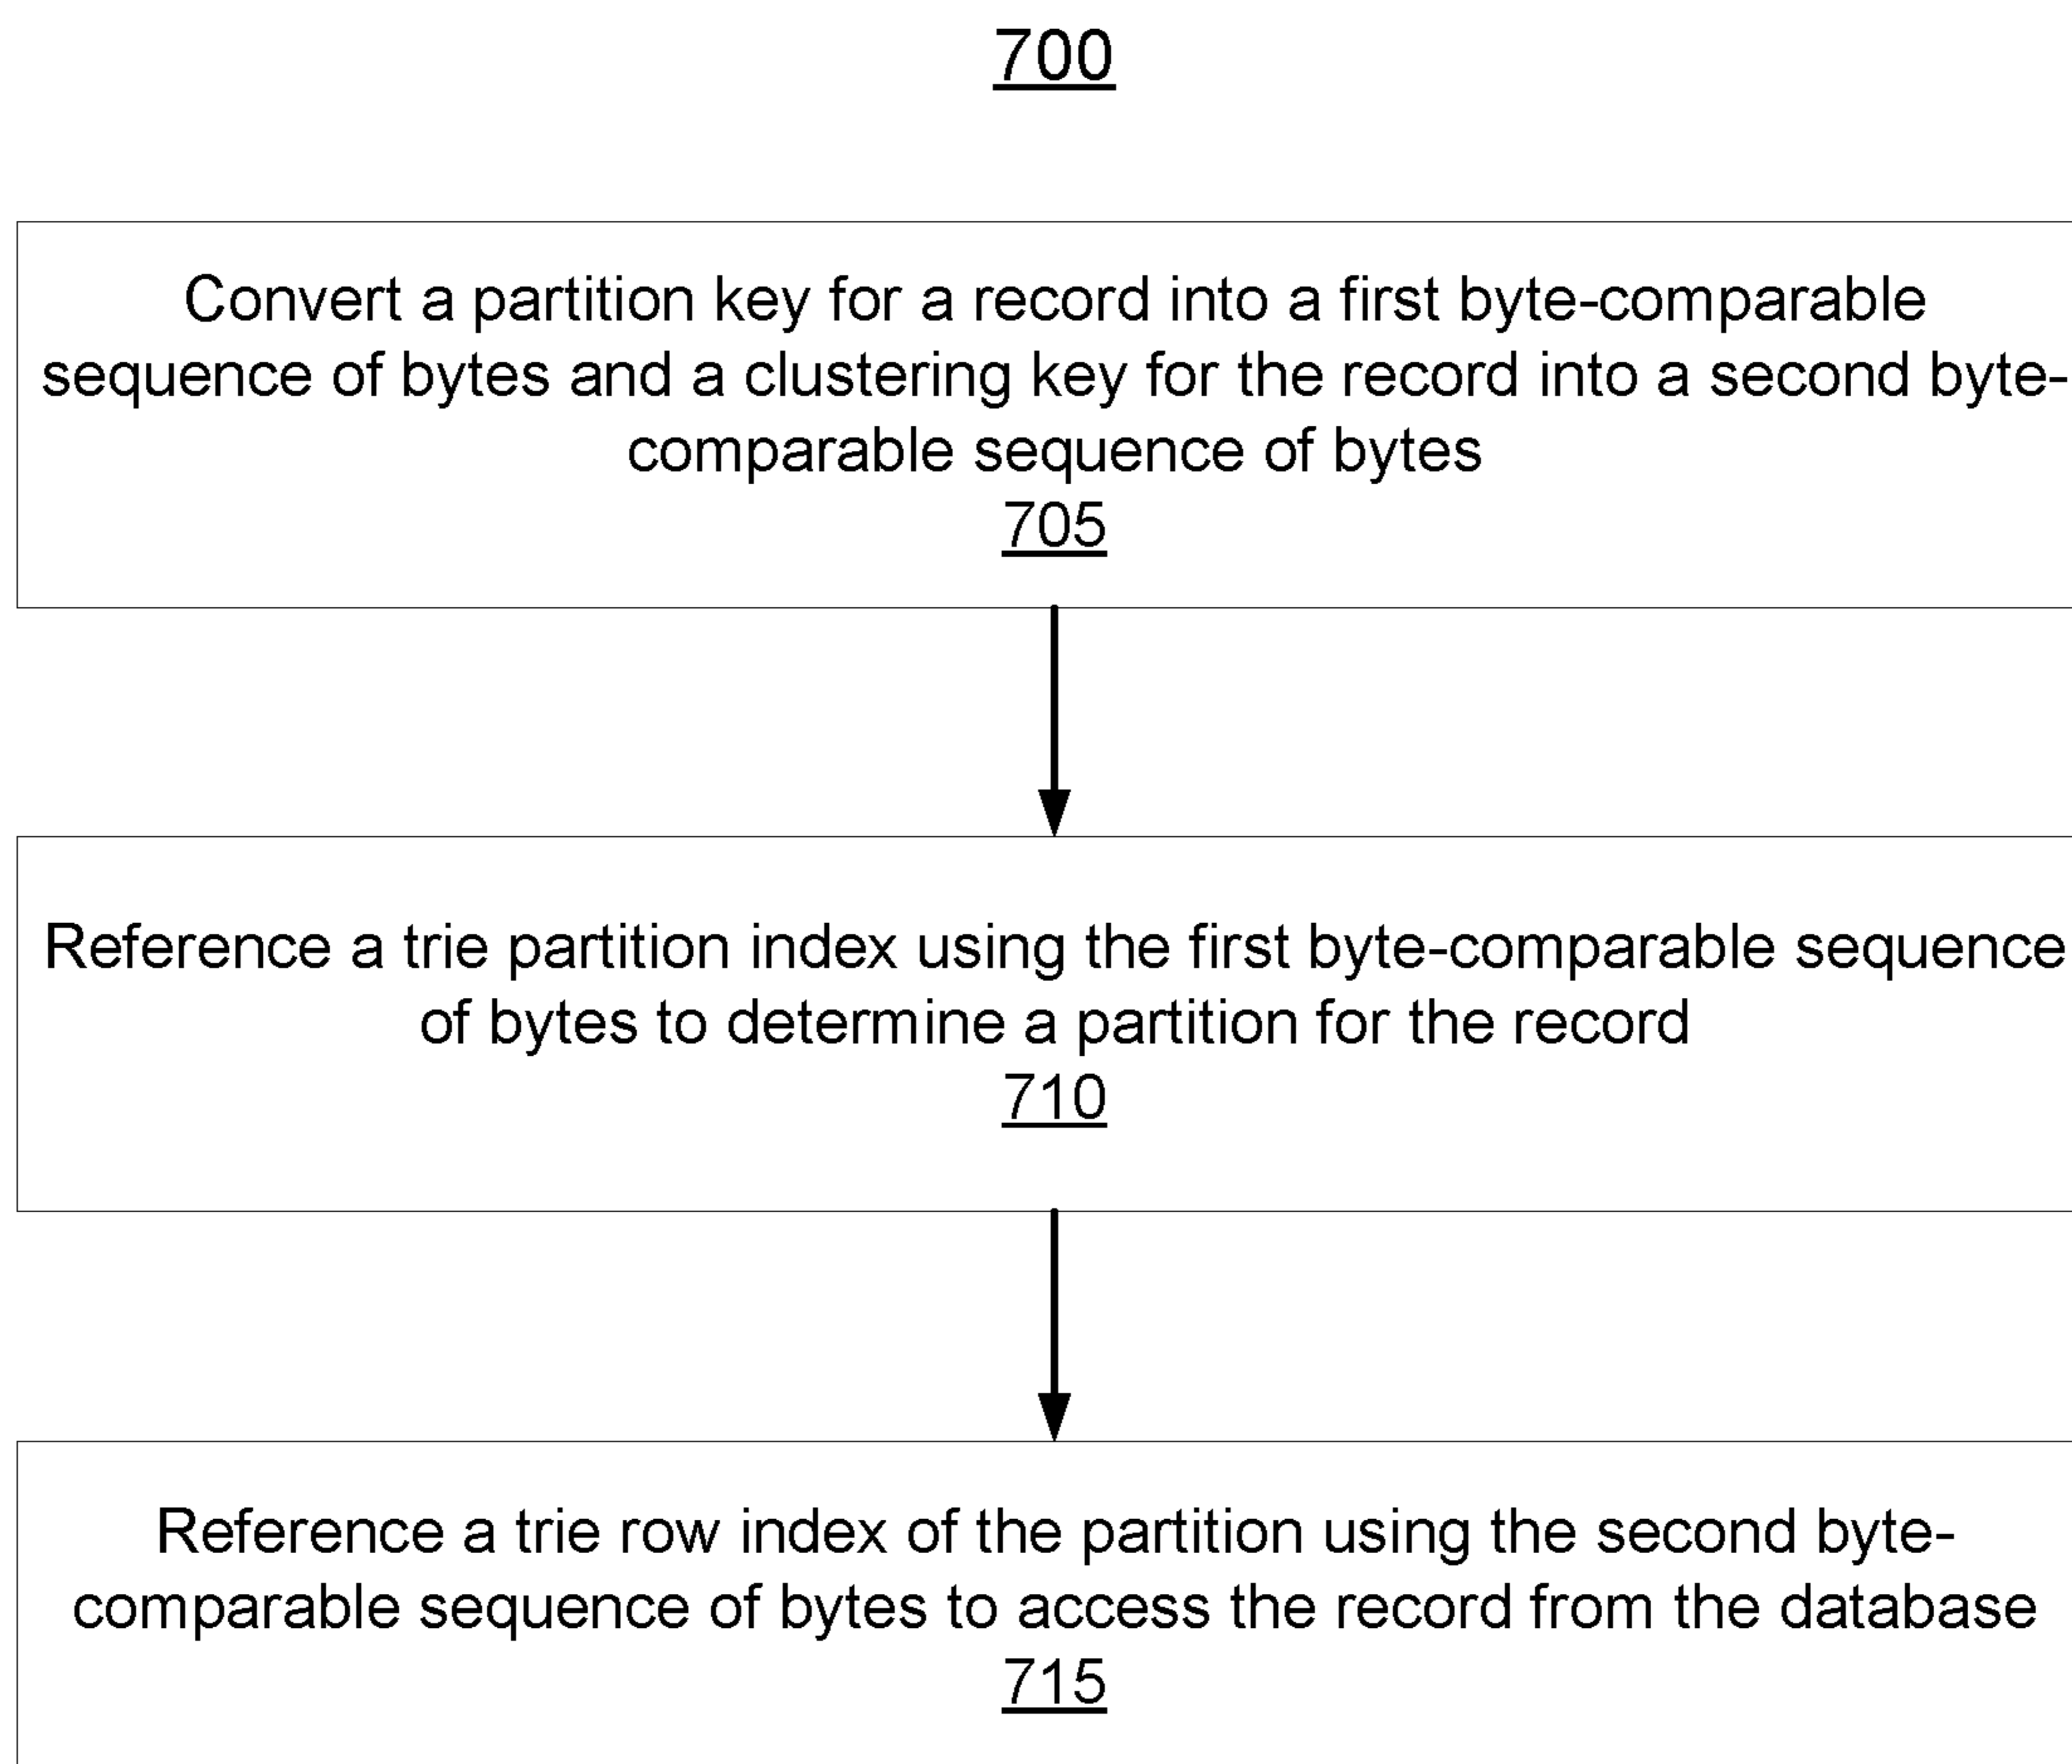 700
Convert a partition key for a record into a first byte-comparable
sequence of bytes and a clustering key for the record into a second byte-
comparable sequence of bytes
705
Reference a trie partition index using the first byte-comparable sequence
of bytes to determine a partition for the record
710
Reference a trie row index of the partition using the second byte-
comparable sequence of bytes to access the record from the database
715